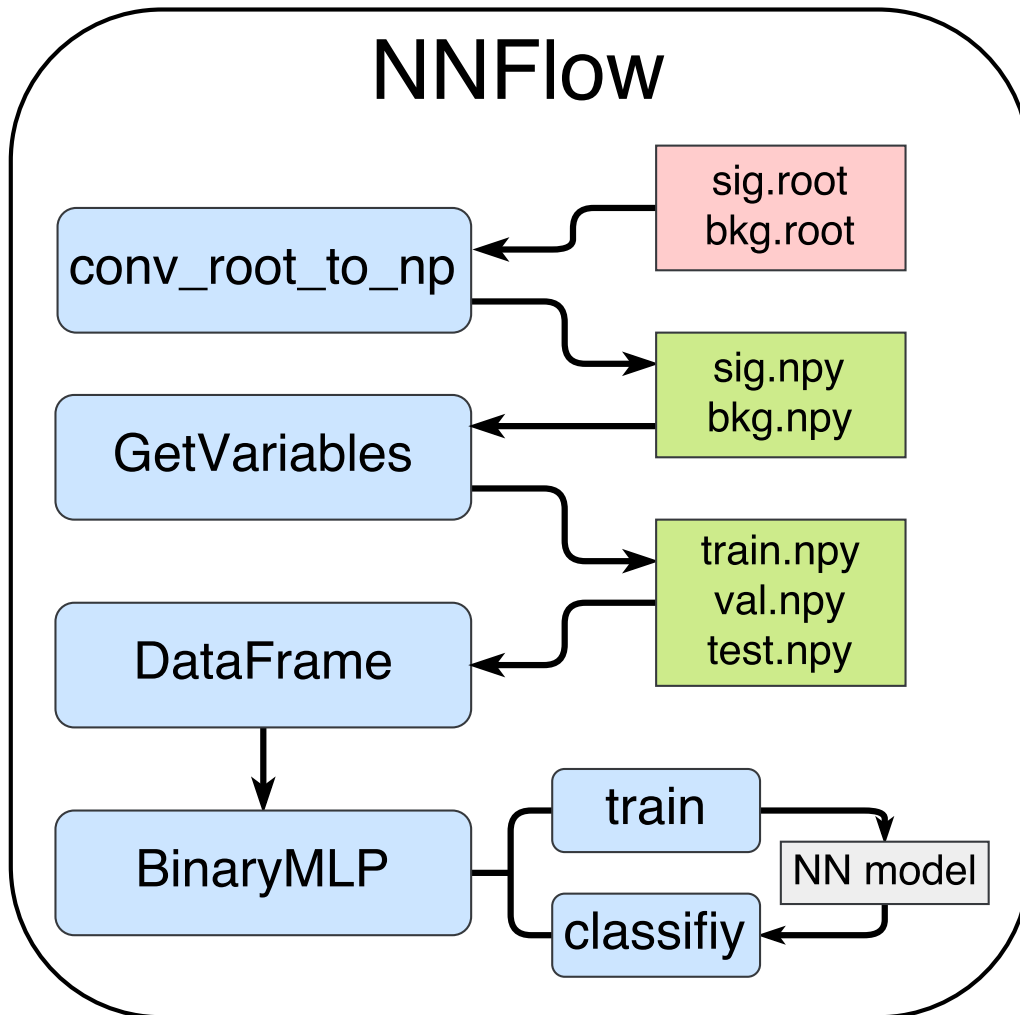 NNFlow
sig.root
bkg.root
conv_root_to_np
sig.npy
bkg.npy
GetVariables
train.npy
val.npy
test.npy
DataFrame
train
BinaryMLP
NN model
classifiy